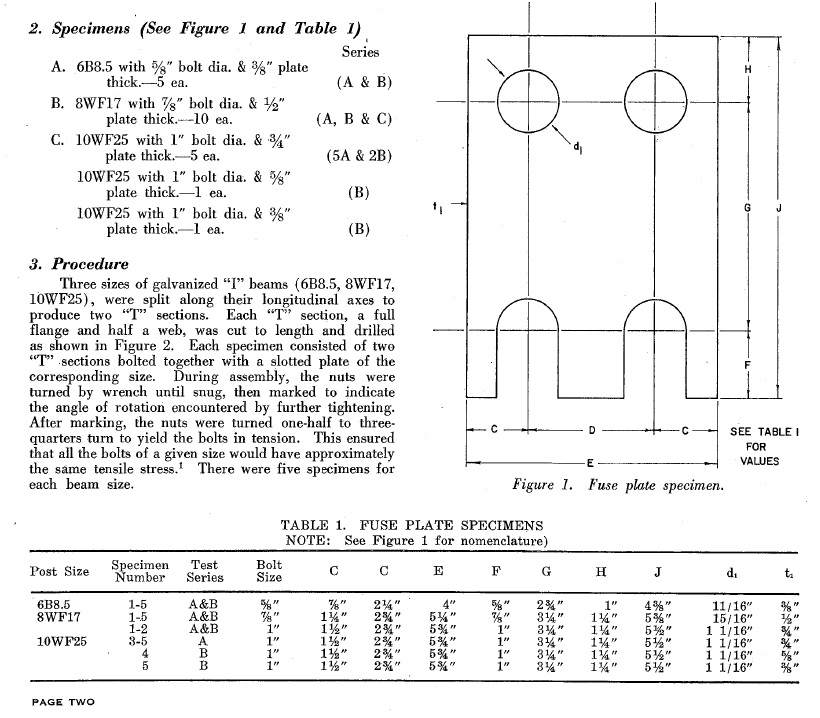 2. Specimens (See Figure 1 and Table 1)
Series
A. 6B8.5 with ⅝″ bolt dia. & ⅜″ plate
thick.—5 ea. (A & B)
B. 8WF17 with ⅞″ bolt dia. & ½″
plate thick.—10 ea. (A, B & C)
C. 10WF25 with 1″ bolt dia. & ¾″
plate thick.—5 ea. (5A & 2B)
10WF25 with 1″ bolt dia. & ⅝″
plate thick.—1 ea. (B)
10WF25 with 1″ bolt dia. & ⅜″
plate thick.—1 ea. (B)
3. Procedure
Three sizes of galvanized “I” beams (6B8.5, 8WF17,
10WF25), were split along their longitudinal axes to
produce two “T” sections. Each “T” section, a full
flange and half a web, was cut to length and drilled
as shown in Figure 2. Each specimen consisted of two
“T” sections bolted together with a slotted plate of the
corresponding size. During assembly, the nuts were
turned by wrench until snug, then marked to indicate
the angle of rotation encountered by further tightening.
After marking, the nuts were turned one-half to three-
quarters turn to yield the bolts in tension. This ensured
that all the bolts of a given size would have approximately
the same tensile stress.¹ There were five specimens for
each beam size.
H
d₁
t₁
G
J
F
C D C
E
SEE TABLE I
FOR
VALUES
Figure 1. Fuse plate specimen.
TABLE 1. FUSE PLATE SPECIMENS
NOTE: See Figure 1 for nomenclature)
Post Size Specimen Number Test Series Bolt Size C C E F G H J d₁ t₂
6B8.5 1-5 A&B ⅝″ ⅞″ 2¼″ 4″ ⅝″ 2¾″ 1″ 4⅜″ 11/16″ ⅜″
8WF17 1-5 A&B ⅞″ 1¼″ 2¾″ 5¼″ ⅞″ 3¼″ 1¼″ 5⅜″ 15/16″ ½″
1-2 A&B 1″ 1½″ 2¾″ 5¾″ 1″ 3¼″ 1¼″ 5½″ 1 1/16″ ¾″
10WF25 3-5 A 1″ 1½″ 2¾″ 5¾″ 1″ 3¼″ 1¼″ 5½″ 1 1/16″ ¾″
4 B 1″ 1½″ 2¾″ 5¾″ 1″ 3¼″ 1¼″ 5½″ 1 1/16″ ⅝″
5 B 1″ 1½″ 2¾″ 5¾″ 1″ 3¼″ 1¼″ 5½″ 1 1/16″ ⅜″
PAGE TWO